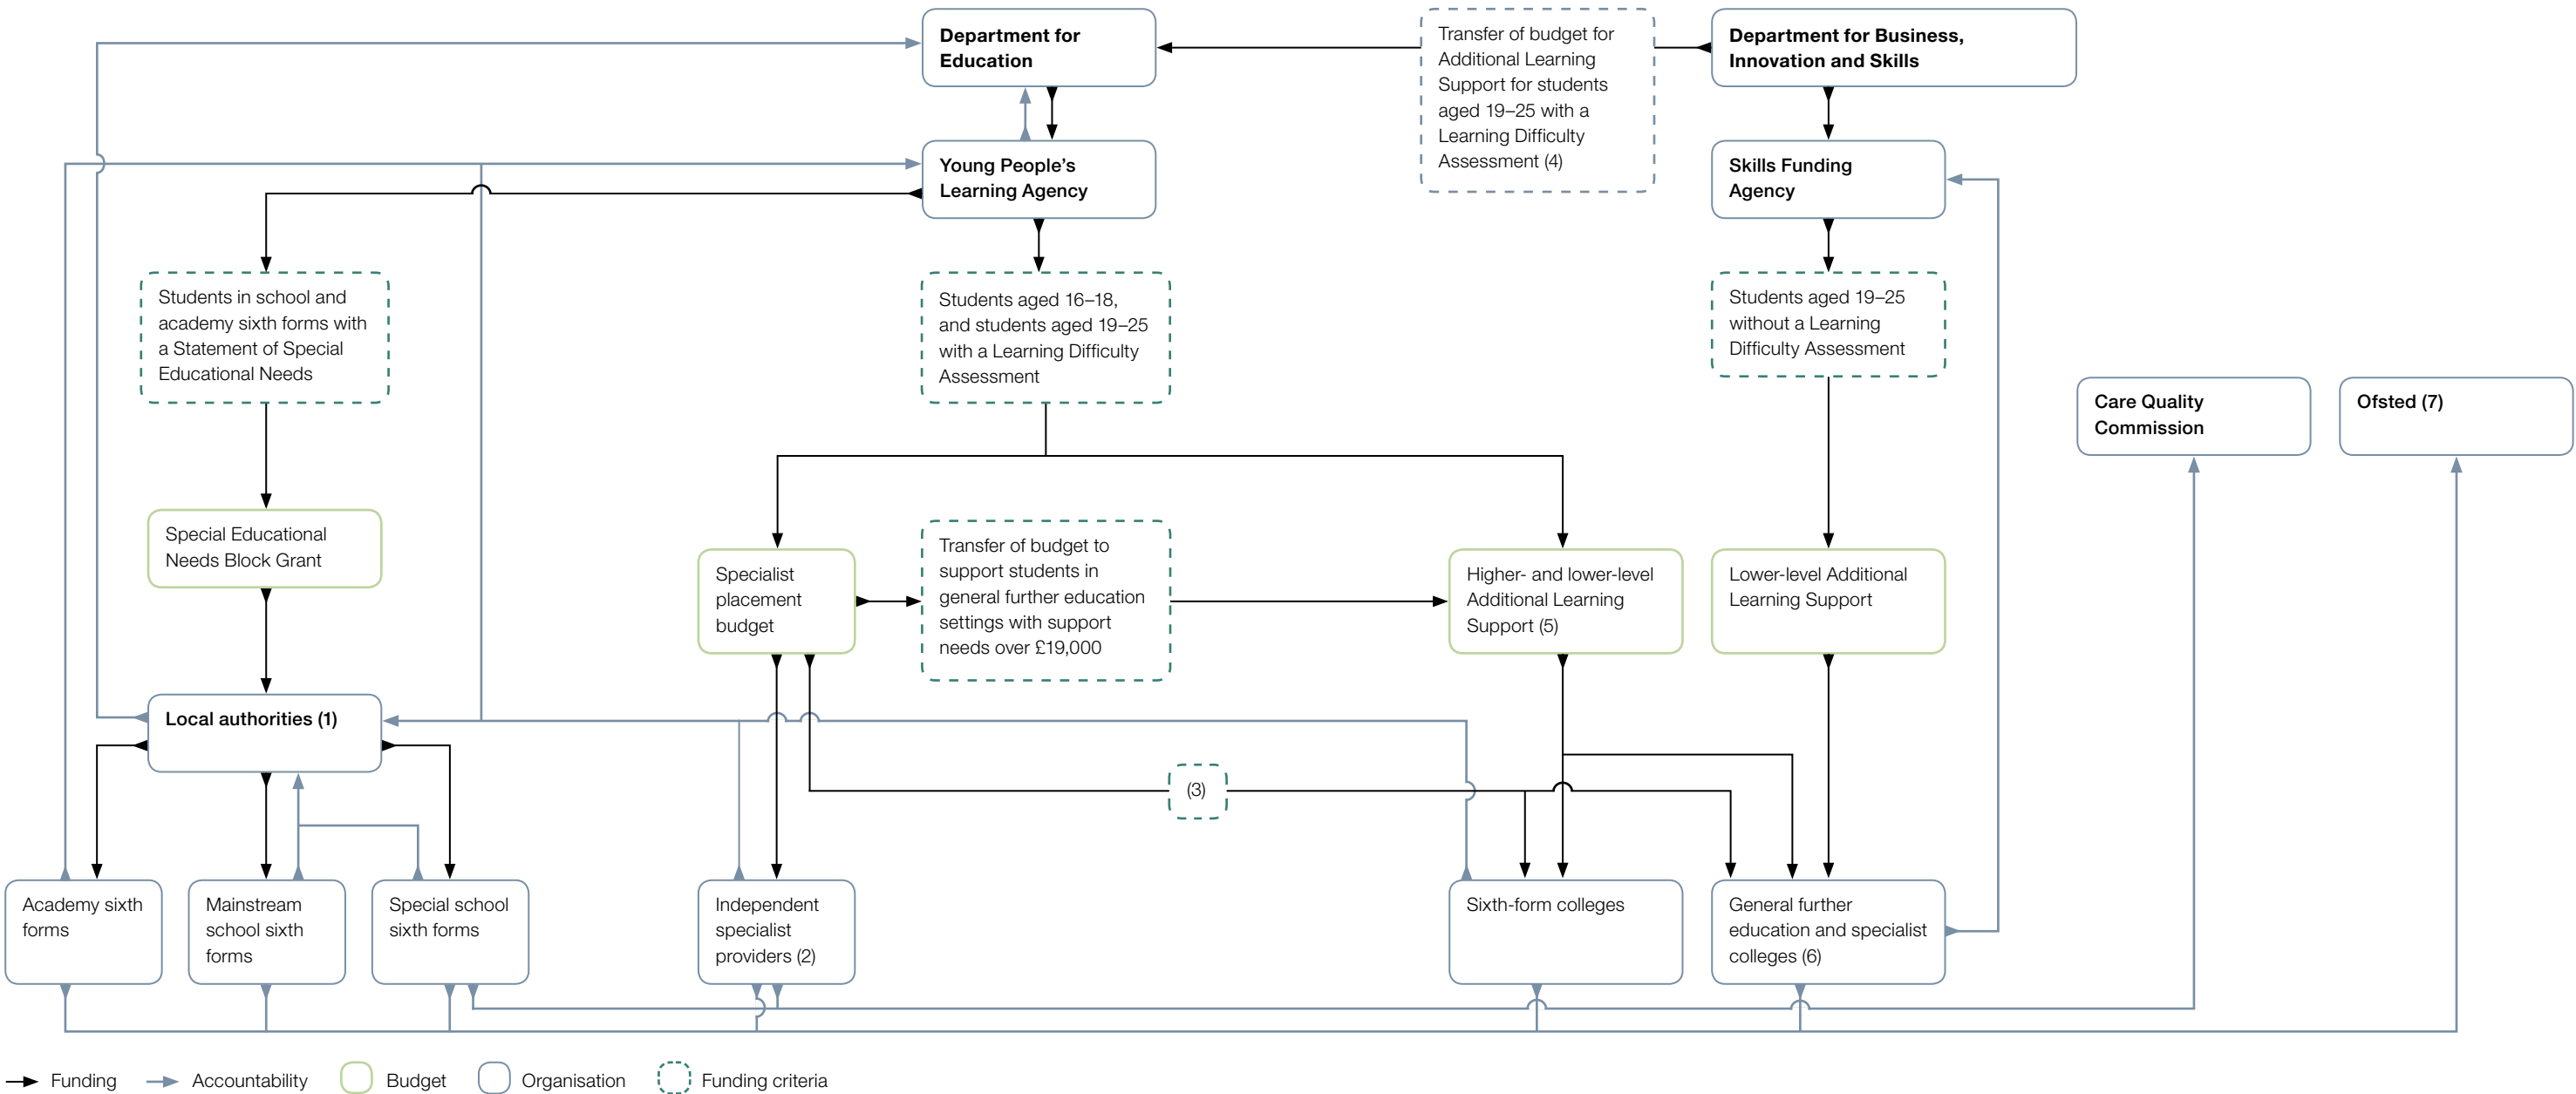 Department for
Education
Transfer of budget for
Additional Learning
Support for students
aged 19–25 with a
Learning Difficulty
Assessment (4)
Department for Business,
Innovation and Skills
Young People’s
Learning Agency
Skills Funding
Agency
Students in school and
academy sixth forms with
a Statement of Special
Educational Needs
Students aged 16–18,
and students aged 19–25
with a Learning Difficulty
Assessment
Students aged 19–25
without a Learning
Difficulty Assessment
Care Quality
Commission
Ofsted (7)
Special Educational
Needs Block Grant
Specialist
placement
budget
Transfer of budget to
support students in
general further education
settings with support
needs over £19,000
Higher- and lower-level
Additional Learning
Support (5)
Lower-level Additional
Learning Support
Local authorities (1)
(3)
Academy sixth
forms
Mainstream
school sixth
forms
Special school
sixth forms
Independent
specialist
providers (2)
Sixth-form colleges
General further
education and specialist
colleges (6)
Funding
Accountability
Budget
Organisation
Funding criteria